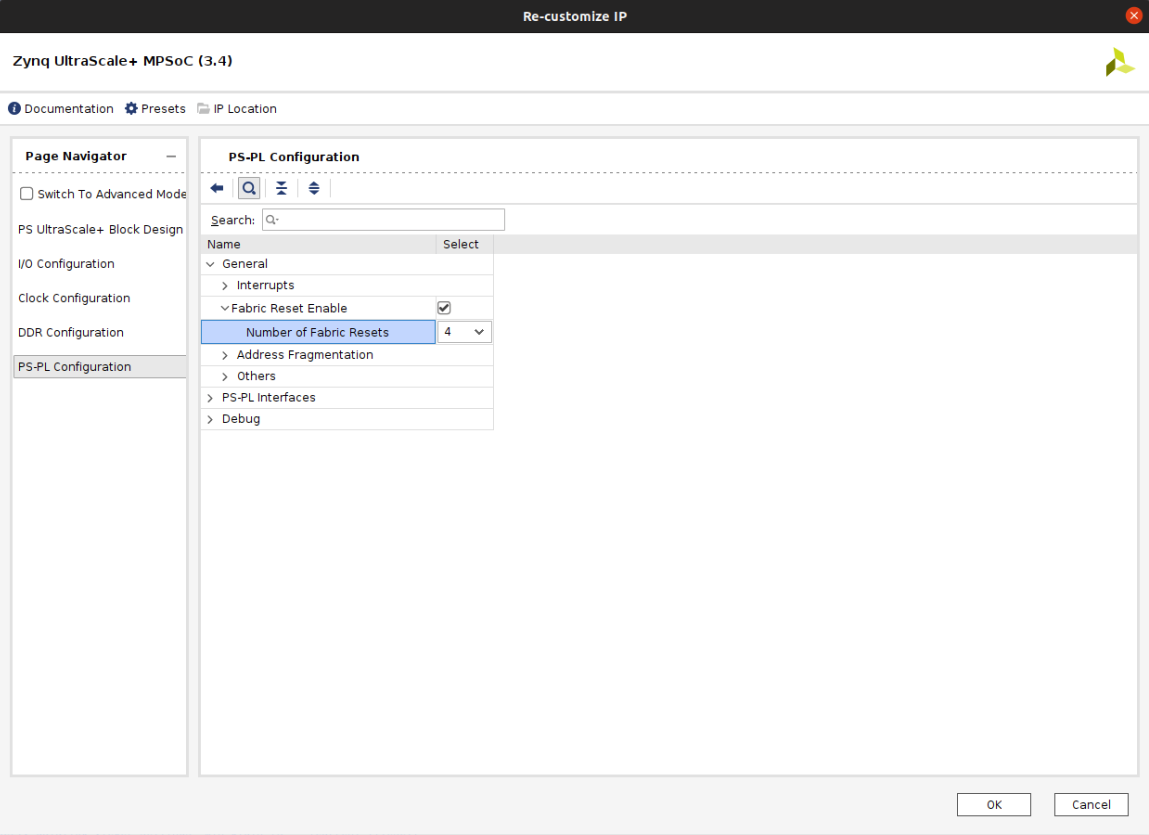 Re-customize IP
Zynq UltraScale+ MPSoC (3.4)
Documentation Presets IP Location
Page Navigator
Switch To Advanced Mode
PS UltraScale+ Block Design
I/O Configuration
Clock Configuration
DDR Configuration
PS-PL Configuration
PS-PL Configuration
Search:
Name Select
General
Interrupts
Fabric Reset Enable
Number of Fabric Resets 4
Address Fragmentation
Others
PS-PL Interfaces
Debug
OK Cancel